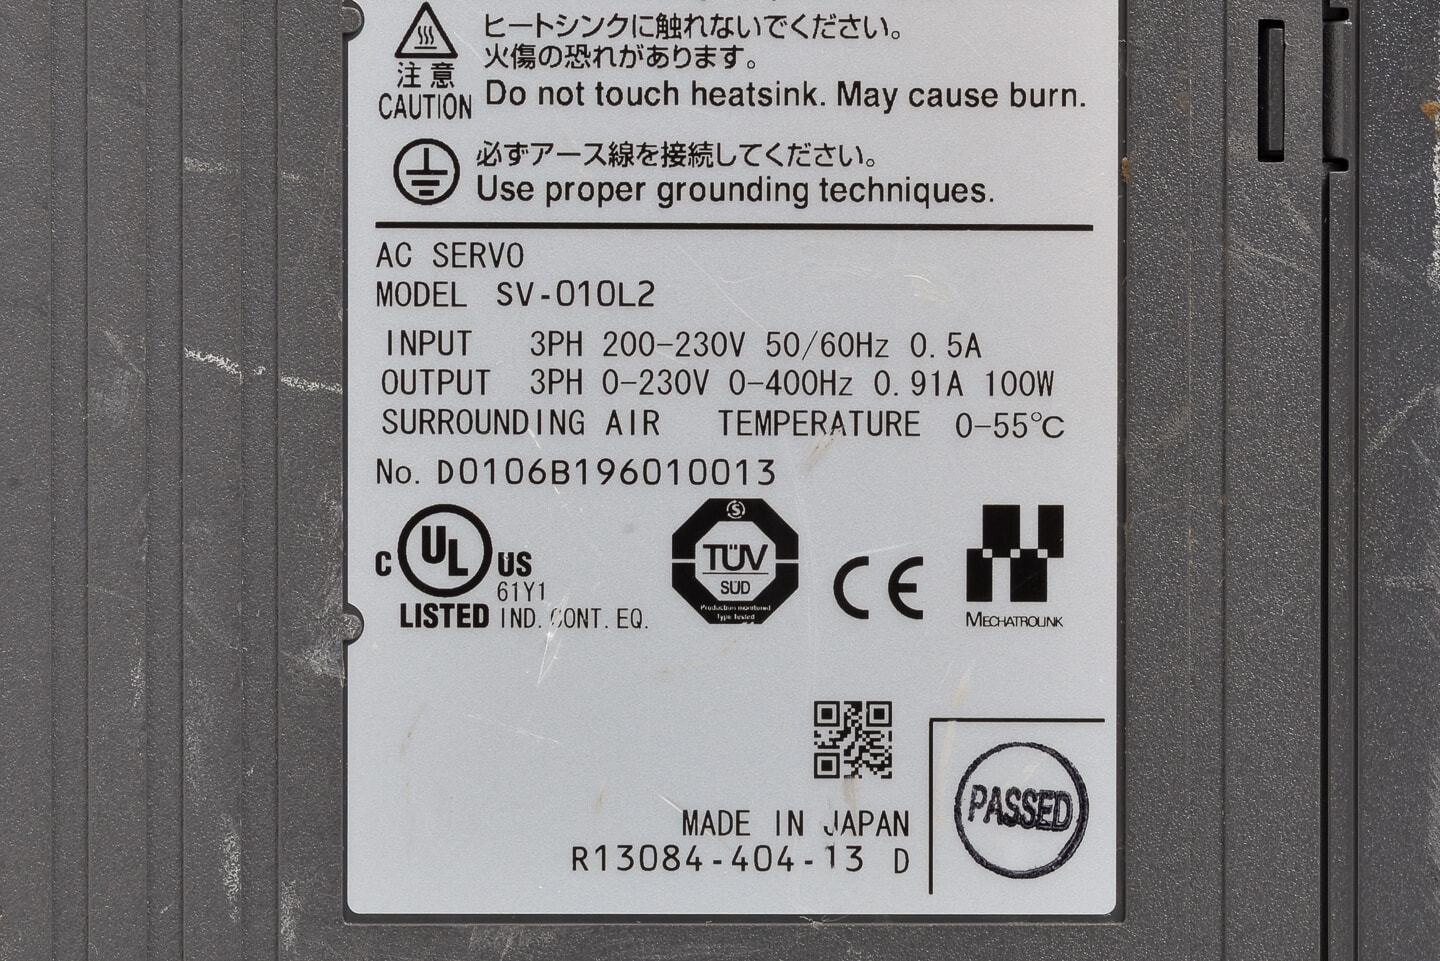 ヒートシンクに触れないでください。
火傷の恐れがあります。
注意
CAUTION
Do not touch heatsink. May cause burn.
必ずアース線を接続してください。
Use proper grounding techniques.
AC SERVO
MODEL SV-010L2
INPUT 3PH 200-230V 50/60Hz 0.5A
OUTPUT 3PH 0-230V 0-400Hz 0.91A 100W
SURROUNDING AIR TEMPERATURE 0-55℃
No. D0106B196010013
C UL US
61Y1
LISTED IND. CONT. EQ.
S
TÜV
SÜD
Production monitored
Type tested
CE
MECHATROLINK
MADE IN JAPAN
R13084-404-13 D
PASSED